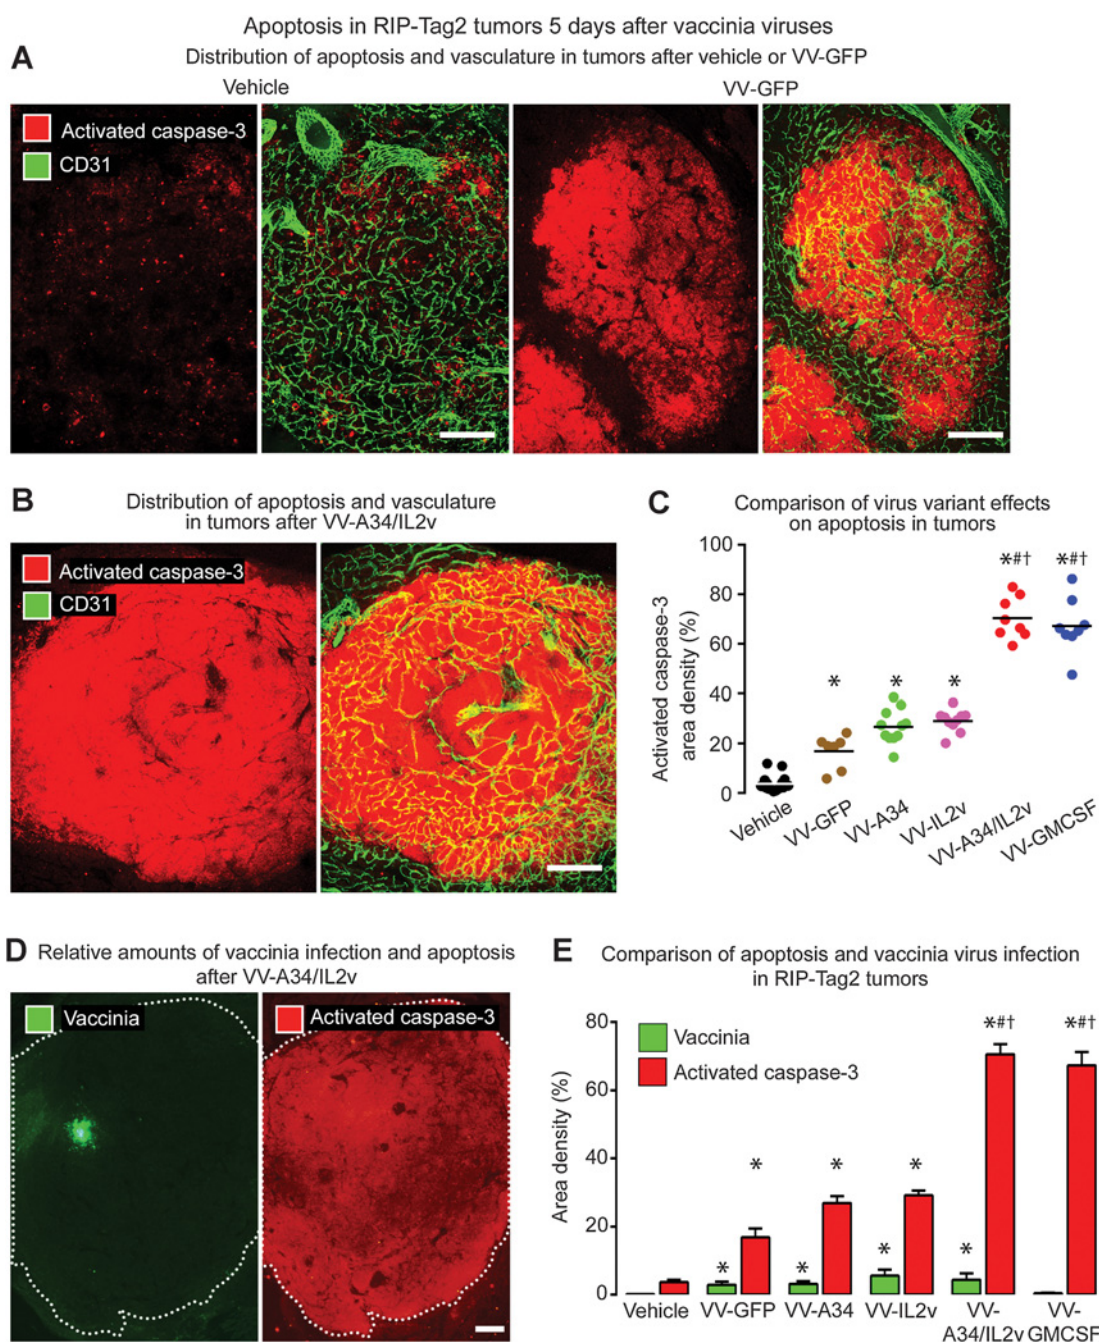 Apoptosis in RIP-Tag2 tumors 5 days after vaccinia viruses
A
Distribution of apoptosis and vasculature in tumors after vehicle or VV-GFP
Vehicle
VV-GFP
Activated caspase-3
CD31
B
Distribution of apoptosis and vasculature
in tumors after VV-A34/IL2v
Activated caspase-3
CD31
C
Comparison of virus variant effects
on apoptosis in tumors
Activated caspase-3
area density (%)
100
80
60
40
20
0
*
*
*
*#†
*#†
Vehicle
VV-GFP
VV-A34
VV-IL2v
VV-A34/IL2v
VV-GMCSF
D
Relative amounts of vaccinia infection and apoptosis
after VV-A34/IL2v
Vaccinia
Activated caspase-3
E
Comparison of apoptosis and vaccinia virus infection
in RIP-Tag2 tumors
Vaccinia
Activated caspase-3
Area density (%)
80
60
40
20
0
*
*
*
*
*
*
*
*#†
*#†
Vehicle
VV-GFP
VV-A34
VV-IL2v
VV-
A34/IL2v
VV-
GMCSF